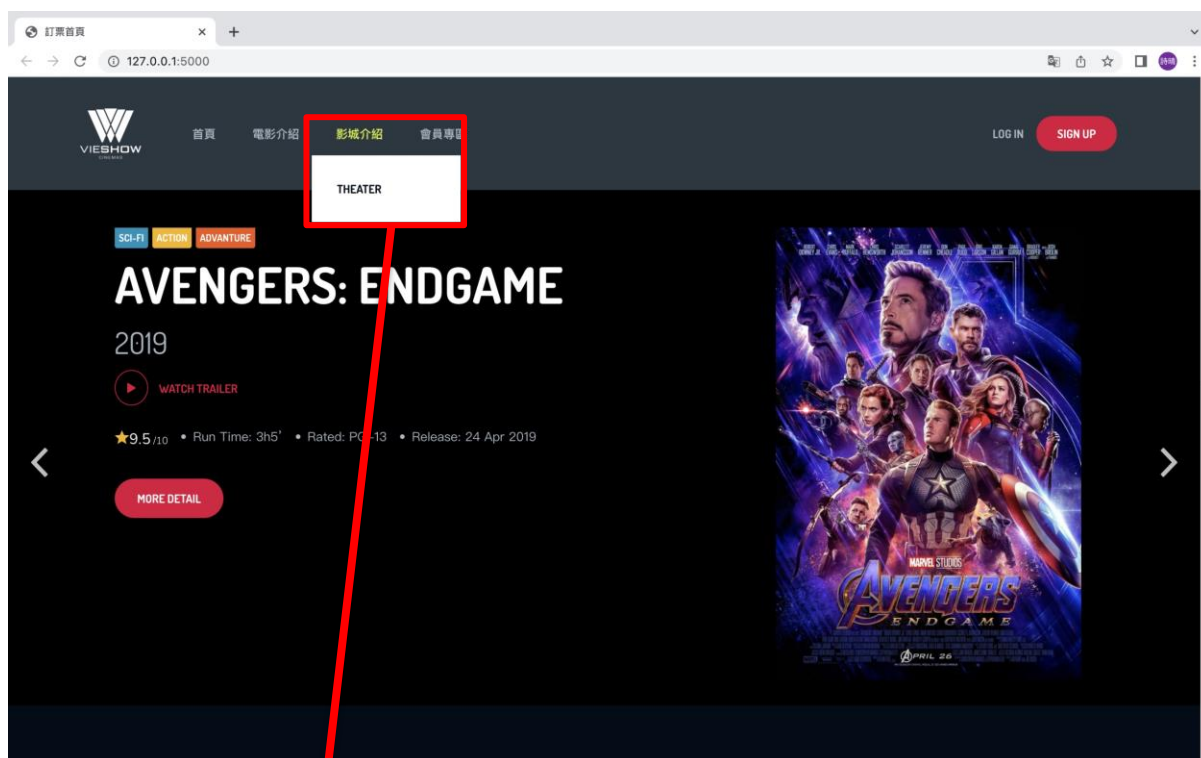 訂票首頁
127.0.0.1:5000
VIESHOW
CINEMAS
首頁 電影介紹 影城介紹 會員專區 LOG IN SIGN UP
THEATER
SCI-FI ACTION ADVANTURE
AVENGERS: ENDGAME
2019
WATCH TRAILER
9.5 /10 • Run Time: 3h5’ • Rated: PG-13 • Release: 24 Apr 2019
MORE DETAIL
MARVEL STUDIOS
AVENGERS
ENDGAME
APRIL 26